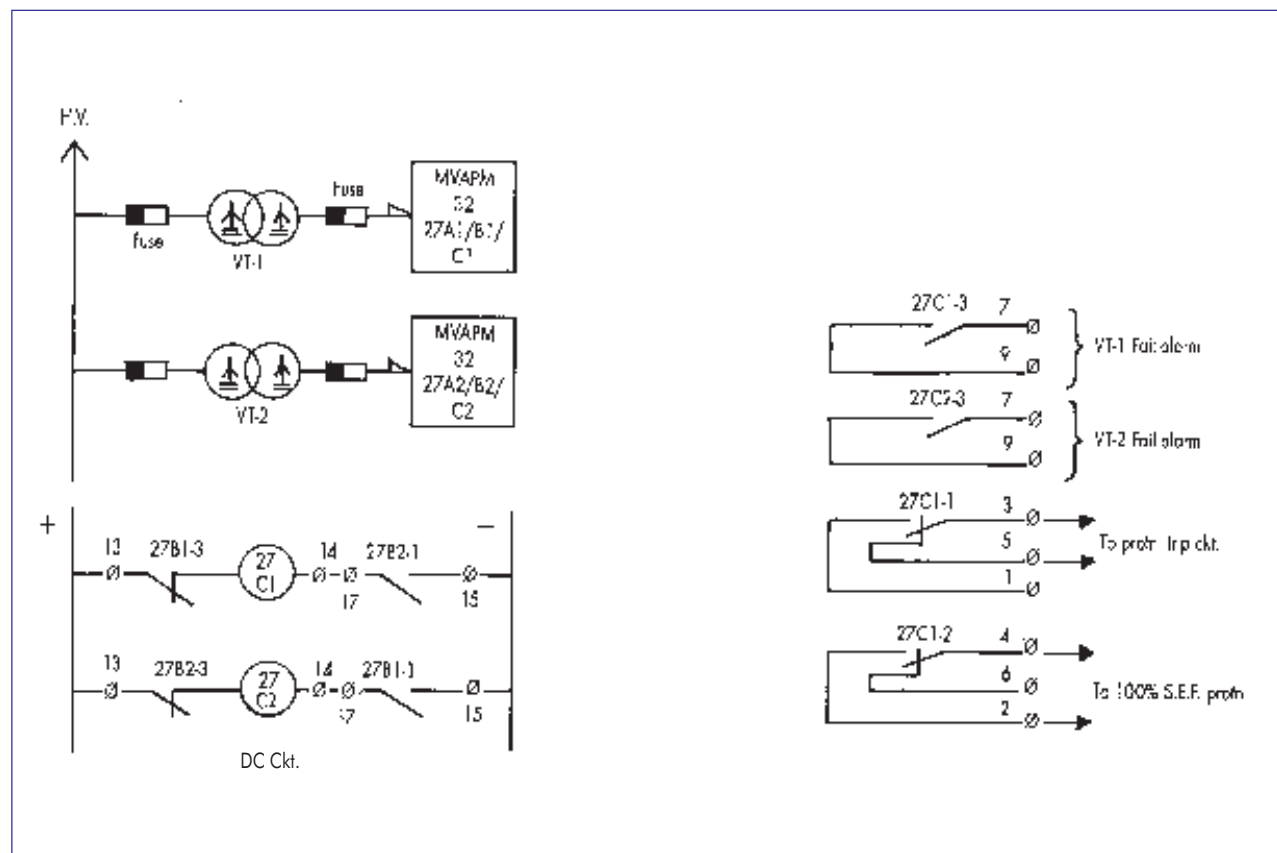 H.V.
fuse
Fuse
VT-1
MVAPM
32
27A1/B1/
C1
VT-2
MVAPM
32
27A2/B2/
C2
+
–
13
27B1-3
27
C1
14
17
27B2-1
15
13
27B2-3
27
C2
14
17
27B1-1
15
DC Ckt.
27C1-3
7
9
VT-1 Fail alarm
27C2-3
7
9
VT-2 Fail alarm
27C1-1
3
5
1
To protn trip ckt.
27C1-2
4
6
2
To 100% S.E.F. protn